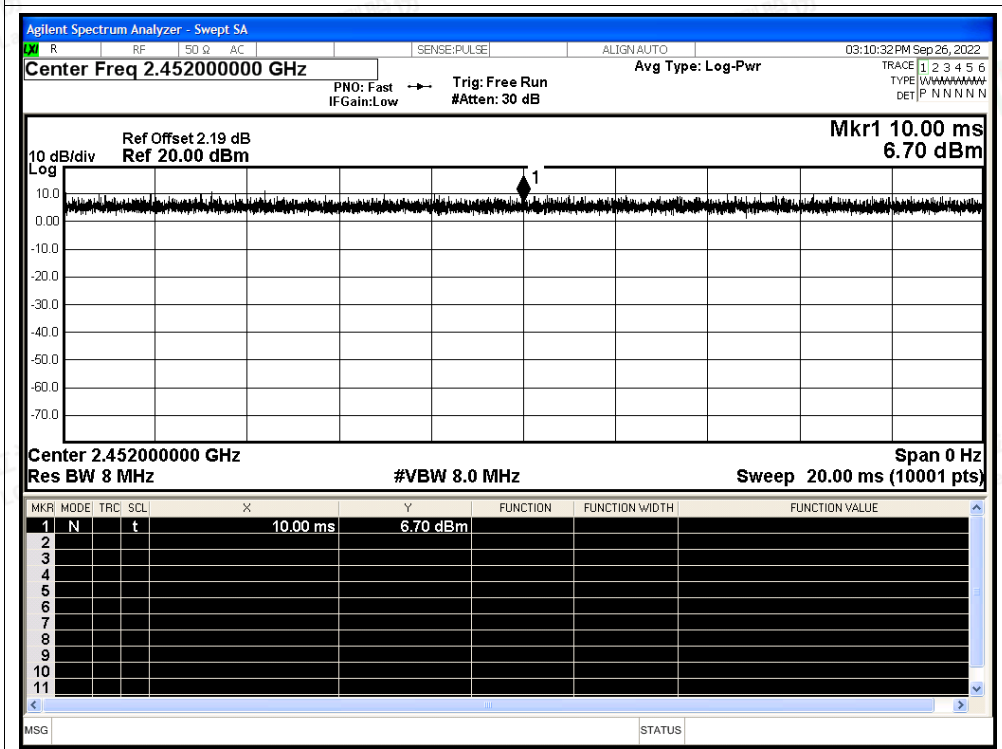 Agilent Spectrum Analyzer - Swept SA
LXI R RF 50 Ω AC SENSE:PULSE ALIGN AUTO 03:10:32 PM Sep 26, 2022
Center Freq 2.452000000 GHz
PNO: Fast
IFGain:Low
Trig: Free Run
#Atten: 30 dB
Avg Type: Log-Pwr
TRACE 1 2 3 4 5 6
TYPE WWWWWW
DET P N N N N N
Mkr1 10.00 ms
6.70 dBm
Ref Offset 2.19 dB
10 dB/div Ref 20.00 dBm
Log
1
10.0
0.00
-10.0
-20.0
-30.0
-40.0
-50.0
-60.0
-70.0
Center 2.452000000 GHz Span 0 Hz
Res BW 8 MHz #VBW 8.0 MHz Sweep 20.00 ms (10001 pts)
MKR MODE TRC SCL X Y FUNCTION FUNCTION WIDTH FUNCTION VALUE
1 N t 10.00 ms 6.70 dBm
2
3
4
5
6
7
8
9
10
11
MSG STATUS